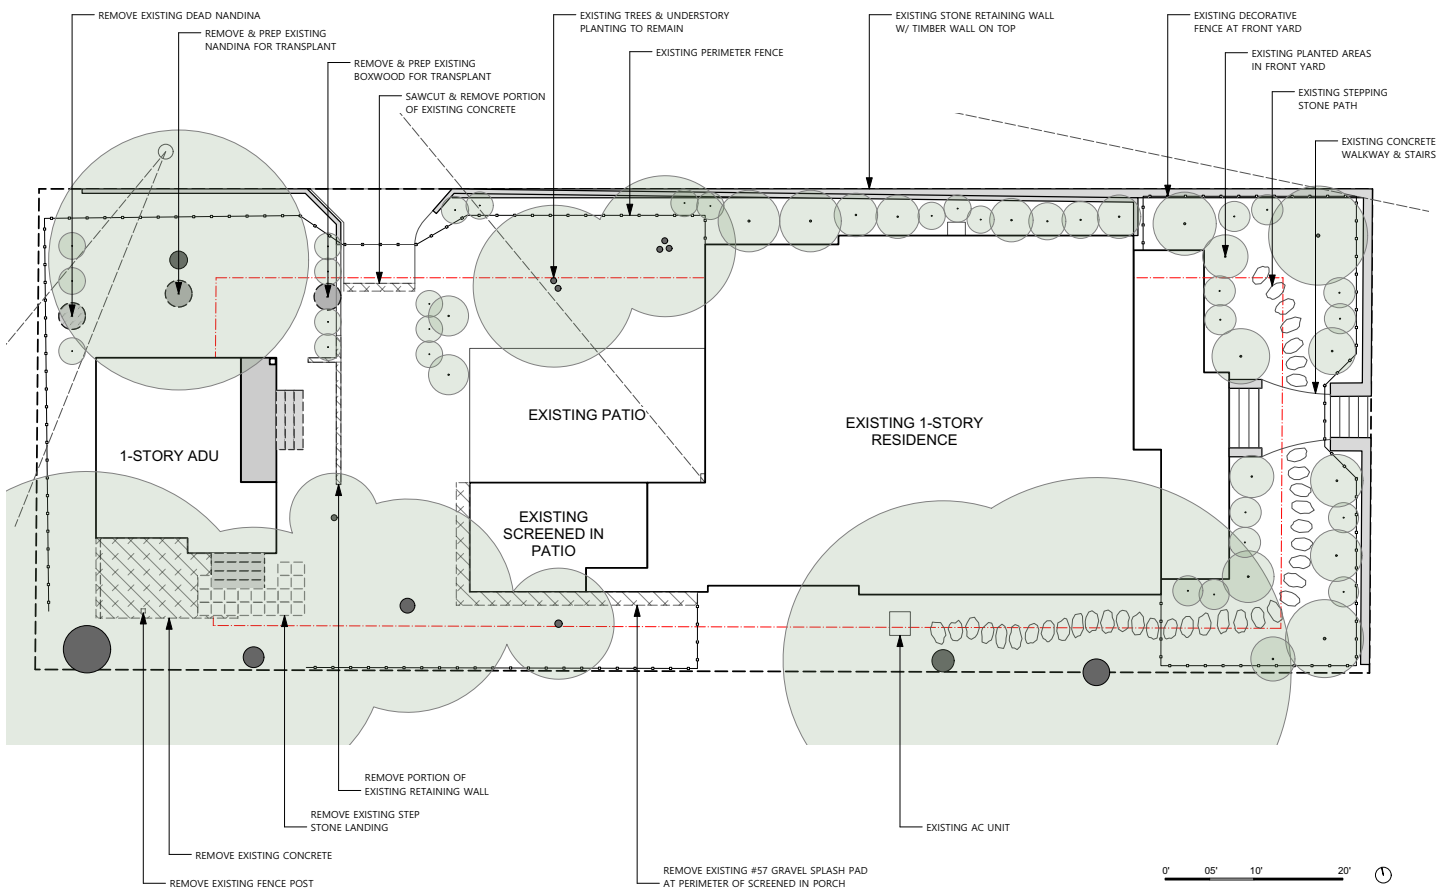 REMOVE EXISTING DEAD NANDINA
REMOVE & PREP EXISTING
NANDINA FOR TRANSPLANT
REMOVE & PREP EXISTING
BOXWOOD FOR TRANSPLANT
SAWCUT & REMOVE PORTION
OF EXISTING CONCRETE
EXISTING TREES & UNDERSTORY
PLANTING TO REMAIN
EXISTING PERIMETER FENCE
EXISTING STONE RETAINING WALL
W/ TIMBER WALL ON TOP
EXISTING DECORATIVE
FENCE AT FRONT YARD
EXISTING PLANTED AREAS
IN FRONT YARD
EXISTING STEPPING
STONE PATH
EXISTING CONCRETE
WALKWAY & STAIRS
1-STORY ADU
EXISTING PATIO
EXISTING 1-STORY
RESIDENCE
EXISTING
SCREENED IN
PATIO
REMOVE PORTION OF
EXISTING RETAINING WALL
REMOVE EXISTING STEP
STONE LANDING
REMOVE EXISTING CONCRETE
REMOVE EXISTING FENCE POST
REMOVE EXISTING #57 GRAVEL SPLASH PAD
AT PERIMETER OF SCREENED IN PORCH
EXISTING AC UNIT
0' 05' 10' 20'